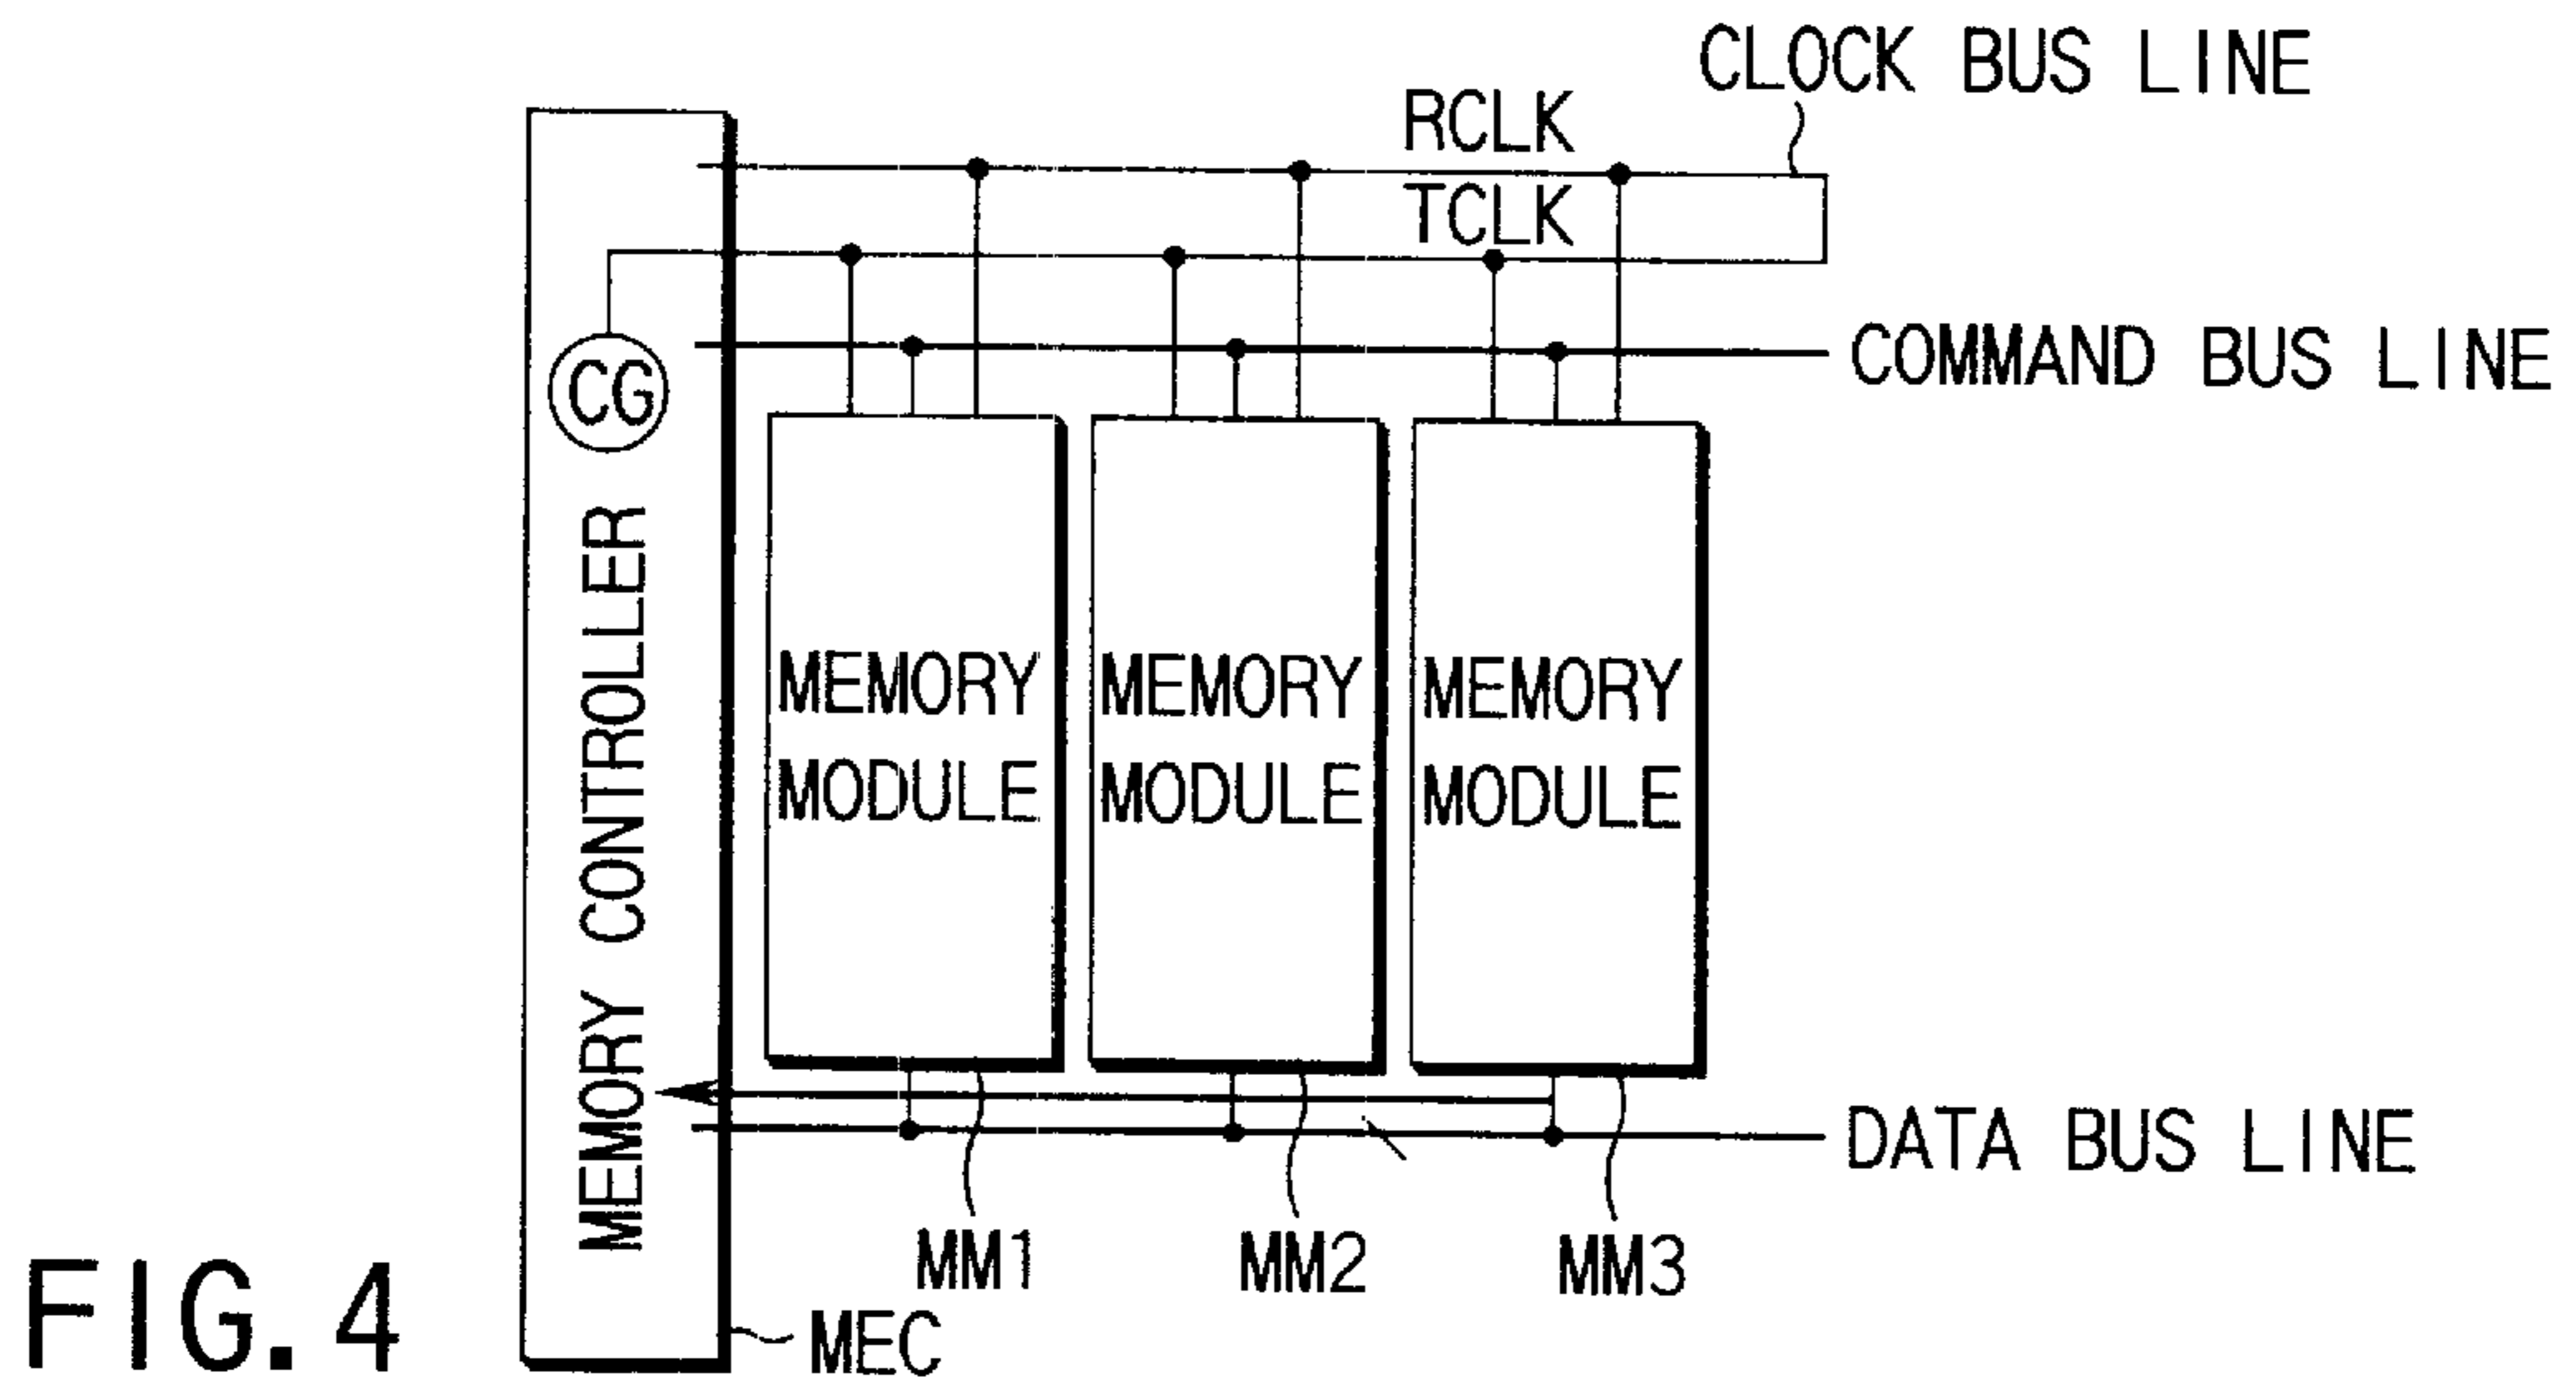 CLOCK BUS LINE
RCLK
TCLK
COMMAND BUS LINE
CG
MEMORY CONTROLLER
MEMORY
MODULE
MEMORY
MODULE
MEMORY
MODULE
DATA BUS LINE
MM1
MM2
MM3
MEC
FIG. 4